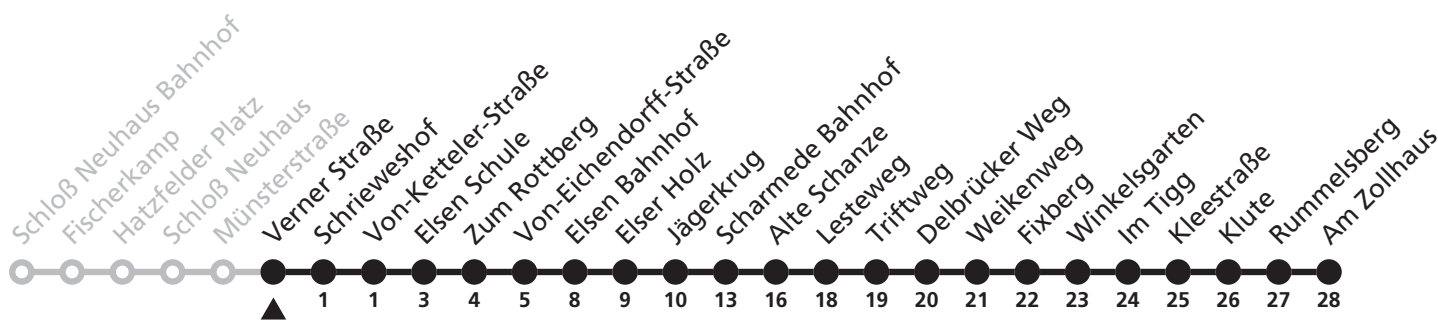 Schloß Neuhaus Bahnhof
Fischerkamp
Hatzfelder Platz
Schloß Neuhaus
Münsterstraße
Verner Straße
Schrieweshof
Von-Ketteler-Straße
Elsen Schule
Zum Rottberg
Von-Eichendorff-Straße
Elsen Bahnhof
Elser Holz
Jägerkrug
Scharmede Bahnhof
Alte Schanze
Lesteweg
Triftweg
Delbrücker Weg
Weikenweg
Fixberg
Winkelsgarten
Im Tigg
Kleestraße
Klute
Rummelsberg
Am Zollhaus
1 1 3 4 5 8 9 10 13 16 18 19 20 21 22 23 24 25 26 27 28